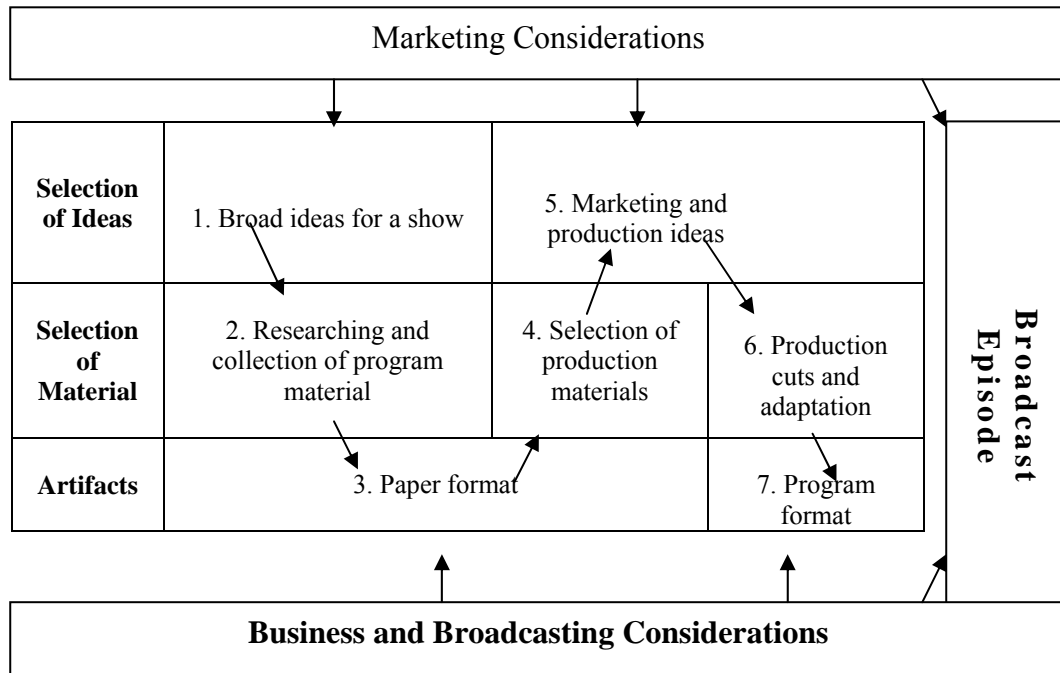 Marketing Considerations
Selection
of Ideas
1. Broad ideas for a show
5. Marketing and
production ideas
Selection
of
Material
2. Researching and
collection of program
material
4. Selection of
production
materials
6. Production
cuts and
adaptation
Artifacts
3. Paper format
7. Program
format
Broadcast
Episode
Business and Broadcasting Considerations